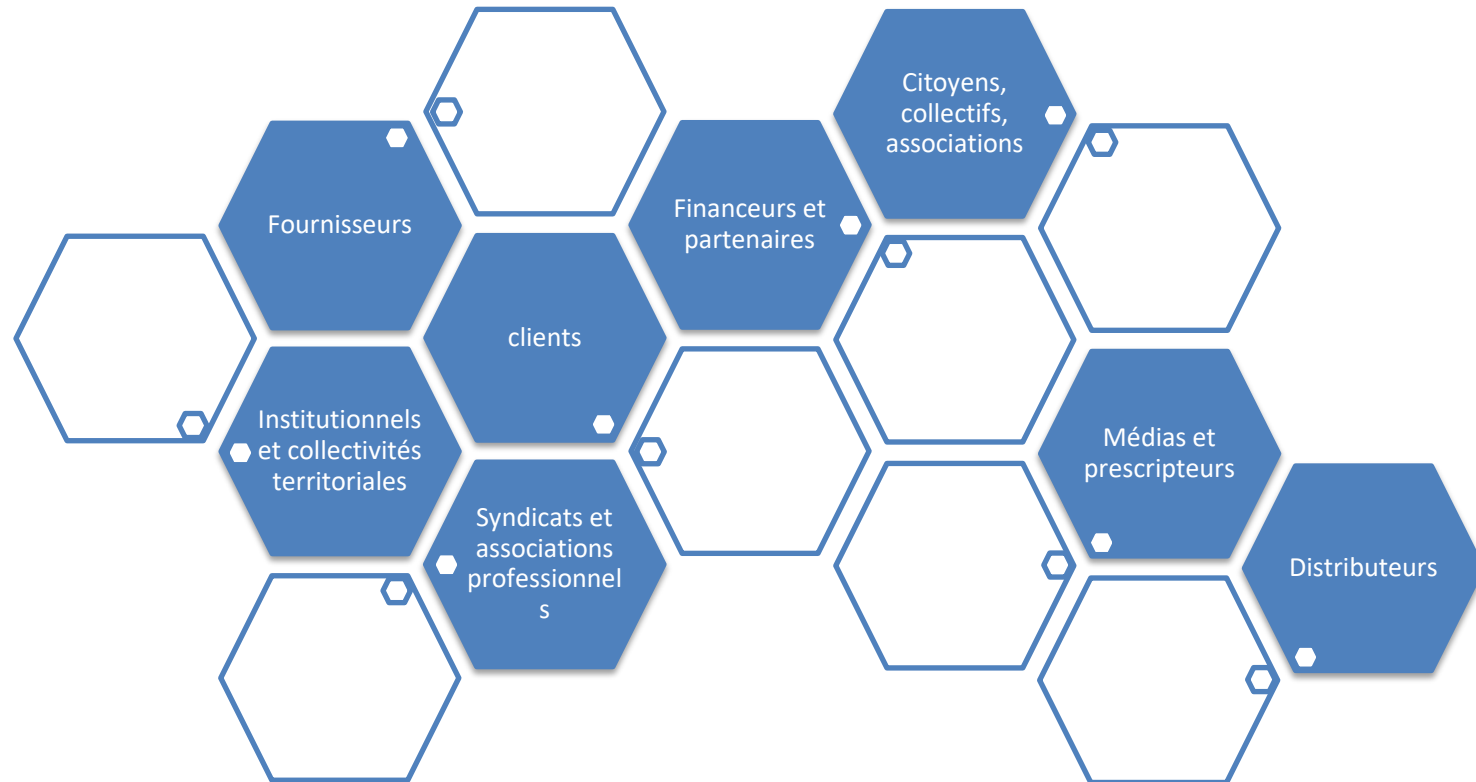 Citoyens,
collectifs,
associations
Fournisseurs
Financeurs et
partenaires
clients
Institutionnels
et collectivités
territoriales
Médias et
prescripteurs
Syndicats et
associations
professionnel
s
Distributeurs